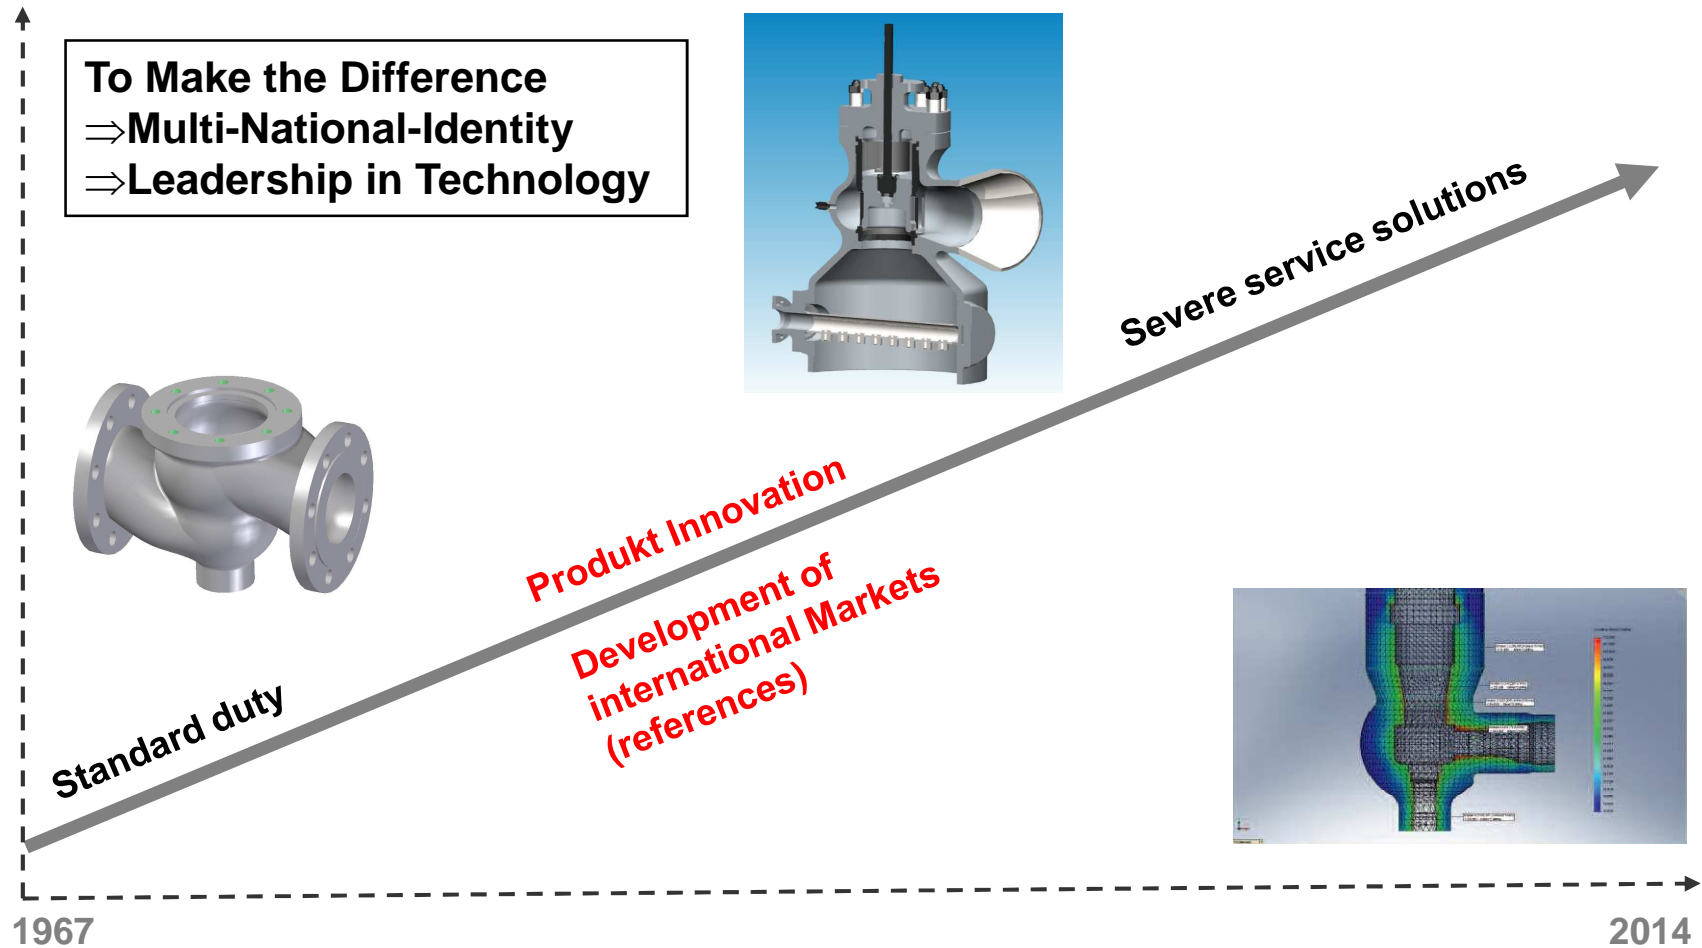 To Make the Difference
⇒Multi-National-Identity
⇒Leadership in Technology
Severe service solutions
Produkt Innovation
Development of
international Markets
(references)
Standard duty
1967
2014